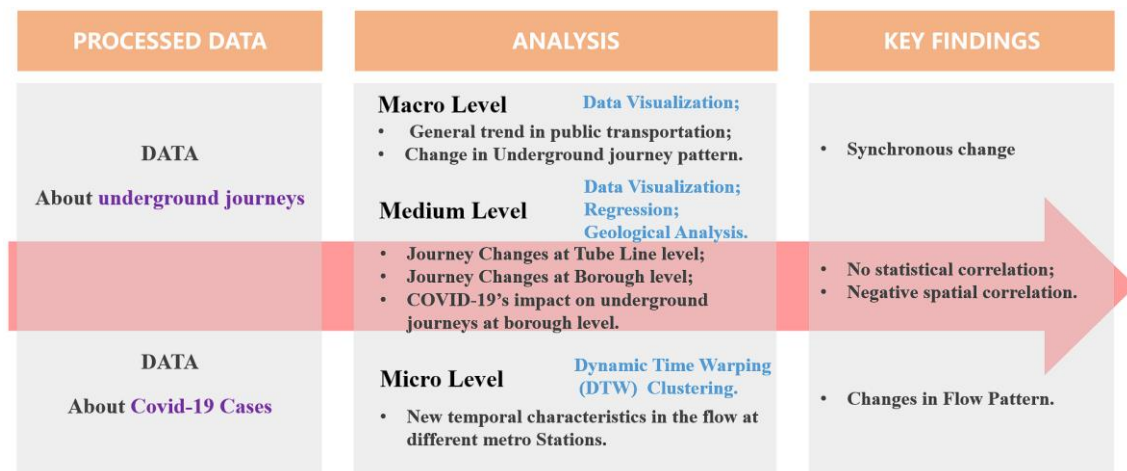 PROCESSED DATA
ANALYSIS
KEY FINDINGS
DATA
About underground journeys
DATA
About Covid-19 Cases
Macro Level
Data Visualization;
• General trend in public transportation;
• Change in Underground journey pattern.
Medium Level
Data Visualization;
Regression;
Geological Analysis.
• Journey Changes at Tube Line level;
• Journey Changes at Borough level;
• COVID-19’s impact on underground
journeys at borough level.
Micro Level
Dynamic Time Warping
(DTW) Clustering.
• New temporal characteristics in the flow at
different metro Stations.
• Synchronous change
• No statistical correlation;
• Negative spatial correlation.
• Changes in Flow Pattern.